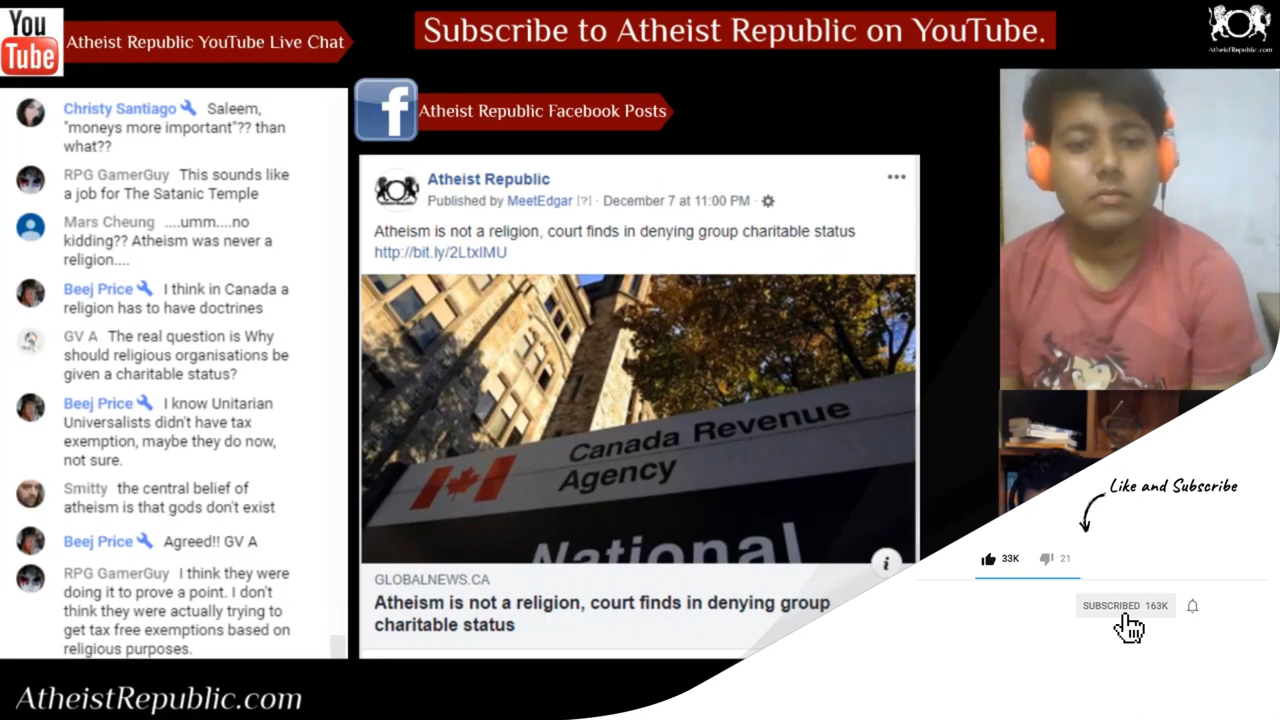 You
Tube
Atheist Republic YouTube Live Chat
Subscribe to Atheist Republic on YouTube.
AtheistRepublic.com
Christy Santiago Saleem,
"moneys more important"?? than
what??
RPG GamerGuy This sounds like
a job for The Satanic Temple
Mars Cheung ....umm....no
kidding?? Atheism was never a
religion....
Beej Price I think in Canada a
religion has to have doctrines
GV A The real question is Why
should religious organisations be
given a charitable status?
Beej Price I know Unitarian
Universalists didn't have tax
exemption, maybe they do now,
not sure.
Smitty the central belief of
atheism is that gods don't exist
Beej Price Agreed!! GV A
RPG GamerGuy I think they were
doing it to prove a point. I don't
think they were actually trying to
get tax free exemptions based on
religious purposes.
f
Atheist Republic Facebook Posts
Atheist Republic
Published by MeetEdgar [?] · December 7 at 11:00 PM ·
Atheism is not a religion, court finds in denying group charitable status
http://bit.ly/2LtxIMU
Canada Revenue
Agency
National
i
GLOBALNEWS.CA
Atheism is not a religion, court finds in denying group
charitable status
Like and Subscribe
33K 21
SUBSCRIBED 163K
AtheistRepublic.com